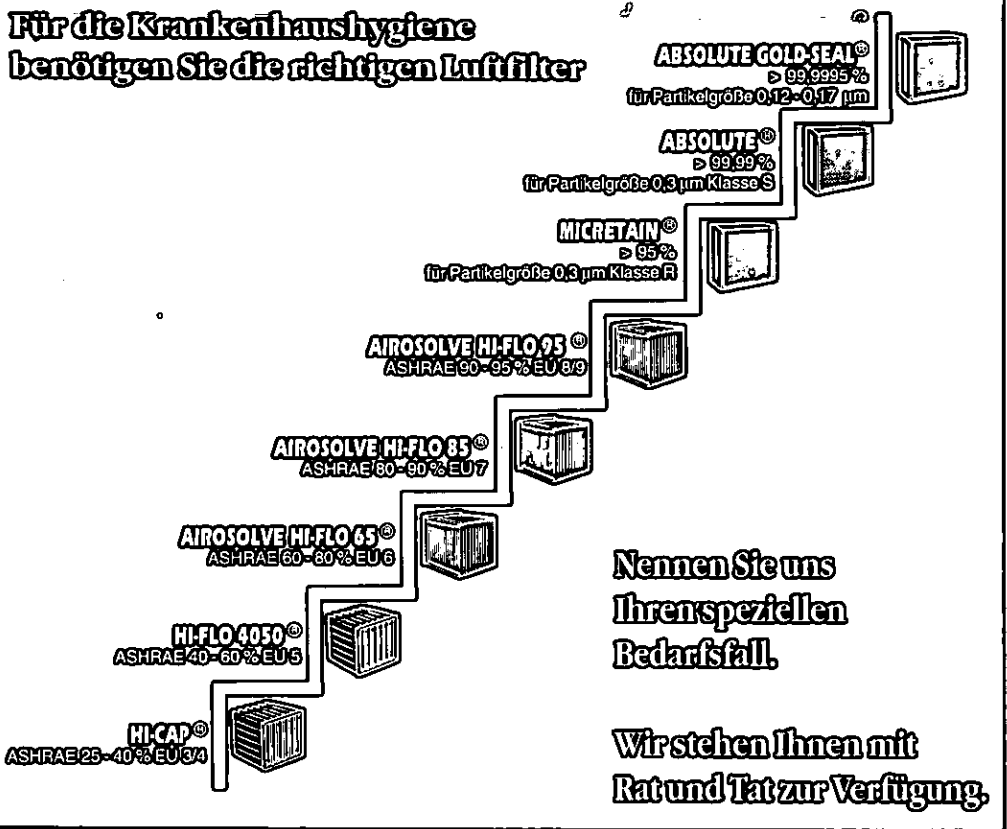 Für die Krankenhaushygiene
benötigen Sie die richtigen Luftfilter
ABSOLUTE GOLD-SEAL®
> 99,9995 %
für Partikelgröße 0,12 - 0,17 µm
ABSOLUTE®
> 99,99 %
für Partikelgröße 0,3 µm Klasse S
MICRETAIN®
> 95 %
für Partikelgröße 0,3 µm Klasse R
AIROSOLVE HI-FLO 95®
ASHRAE 90 - 95 % EU 8/9
AIROSOLVE HI-FLO 85®
ASHRAE 80 - 90 % EU 7
AIROSOLVE HI-FLO 65®
ASHRAE 60 - 80 % EU 6
HI-FLO 4050®
ASHRAE 40 - 60 % EU 5
HI-CAP®
ASHRAE 25 - 40 % EU 3/4
Nennen Sie uns
Ihren speziellen
Bedarfsfall.
Wir stehen Ihnen mit
Rat und Tat zur Verfügung.